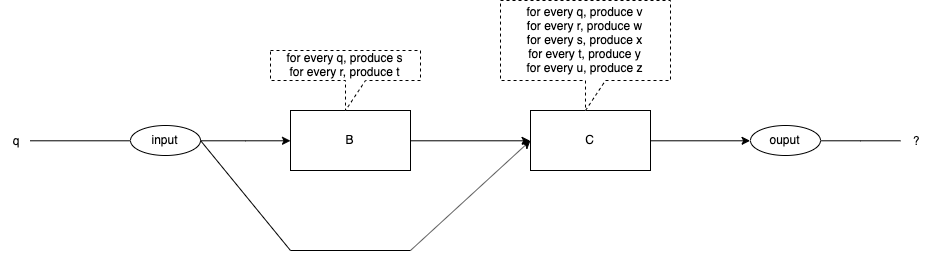 for every q, produce v
for every r, produce w
for every s, produce x
for every t, produce y
for every u, produce z
for every q, produce s
for every r, produce t
q
input
B
C
ouput
?